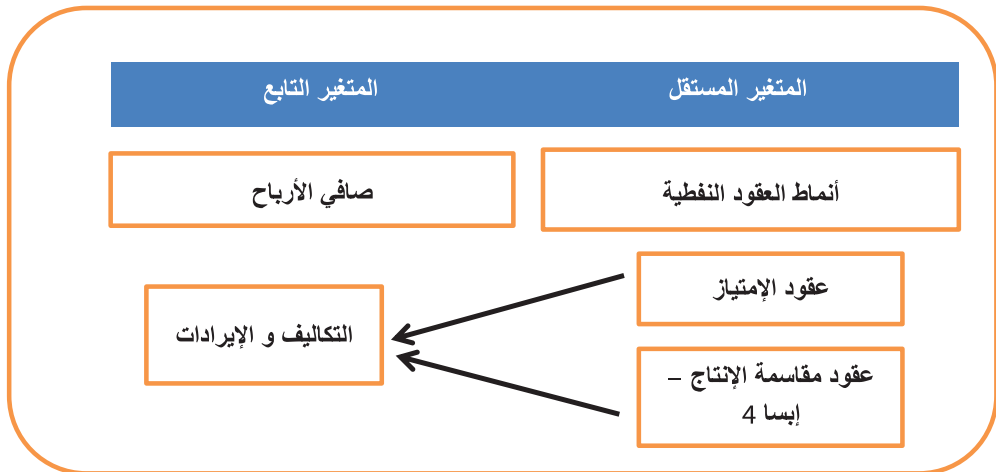 المتغير المستقل
المتغير التابع
أنماط العقود النفطية
صافي الأرباح
عقود الإمتياز
التكاليف و الإيرادات
عقود مقاسمة الإنتاج –
إبسا 4